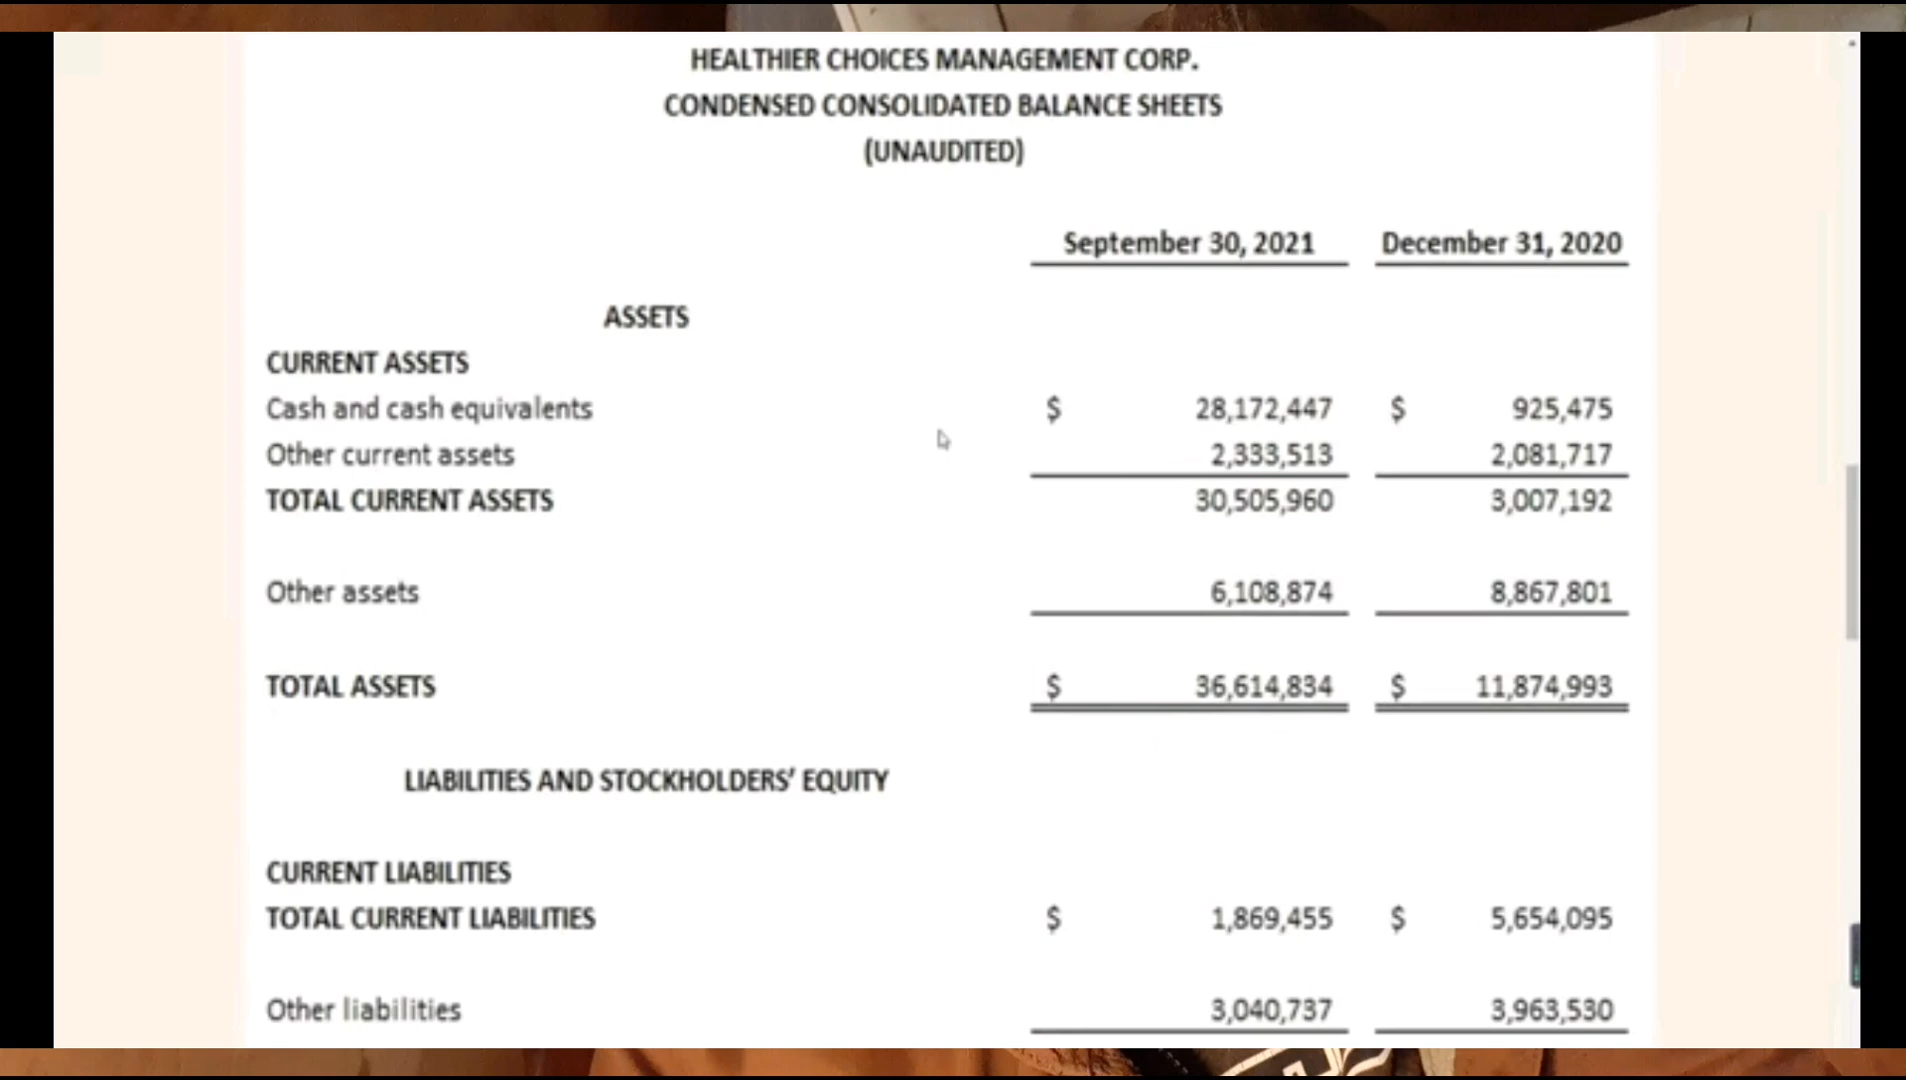 HEALTHIER CHOICES MANAGEMENT CORP.
CONDENSED CONSOLIDATED BALANCE SHEETS
(UNAUDITED)
September 30, 2021 December 31, 2020
ASSETS
CURRENT ASSETS
Cash and cash equivalents $ 28,172,447 $ 925,475
Other current assets 2,333,513 2,081,717
TOTAL CURRENT ASSETS 30,505,960 3,007,192
Other assets 6,108,874 8,867,801
TOTAL ASSETS $ 36,614,834 $ 11,874,993
LIABILITIES AND STOCKHOLDERS' EQUITY
CURRENT LIABILITIES
TOTAL CURRENT LIABILITIES $ 1,869,455 $ 5,654,095
Other liabilities 3,040,737 3,963,530